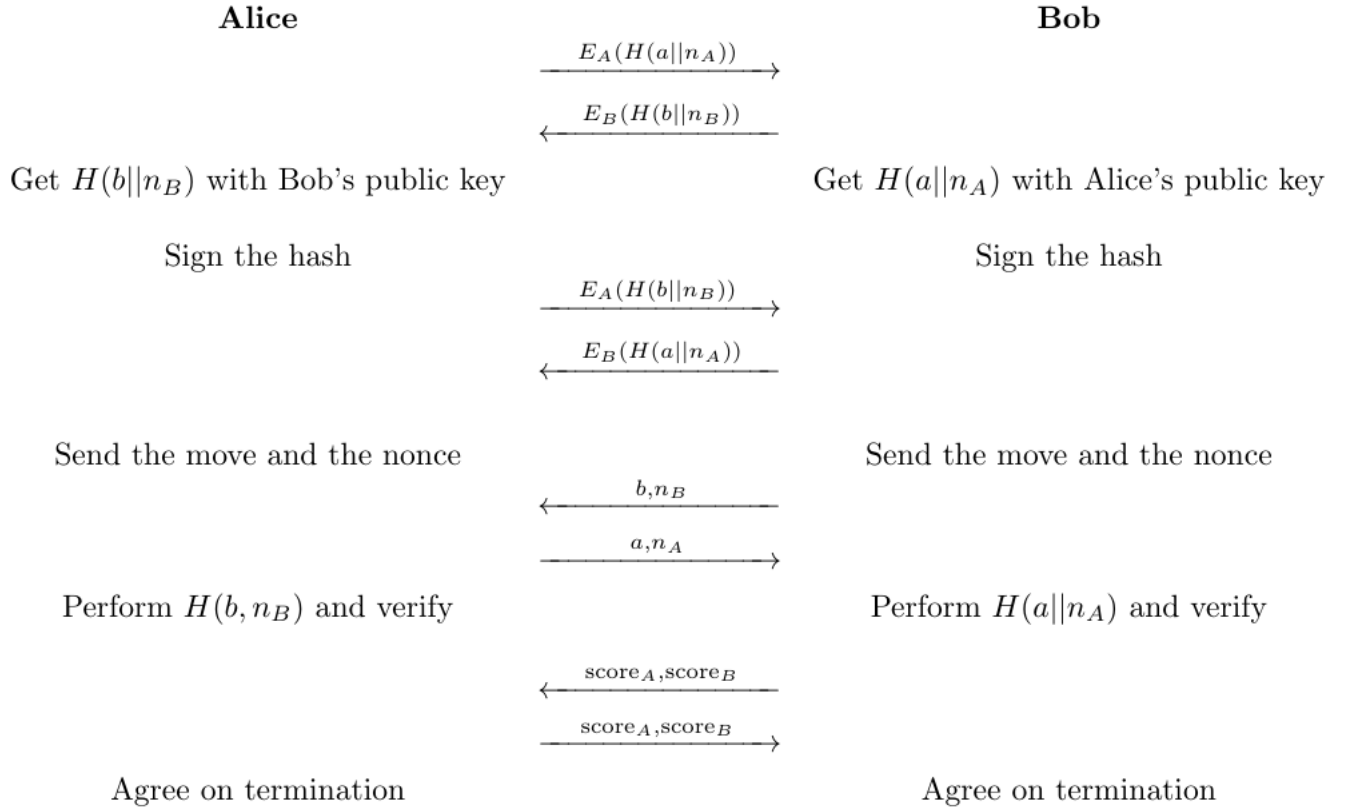 Alice Bob
E_A(H(a||n_A))
E_B(H(b||n_B))
Get H(b||n_B) with Bob's public key Get H(a||n_A) with Alice's public key
Sign the hash Sign the hash
E_A(H(b||n_B))
E_B(H(a||n_A))
Send the move and the nonce Send the move and the nonce
b,n_B
a,n_A
Perform H(b, n_B) and verify Perform H(a||n_A) and verify
score_A,score_B
score_A,score_B
Agree on termination Agree on termination